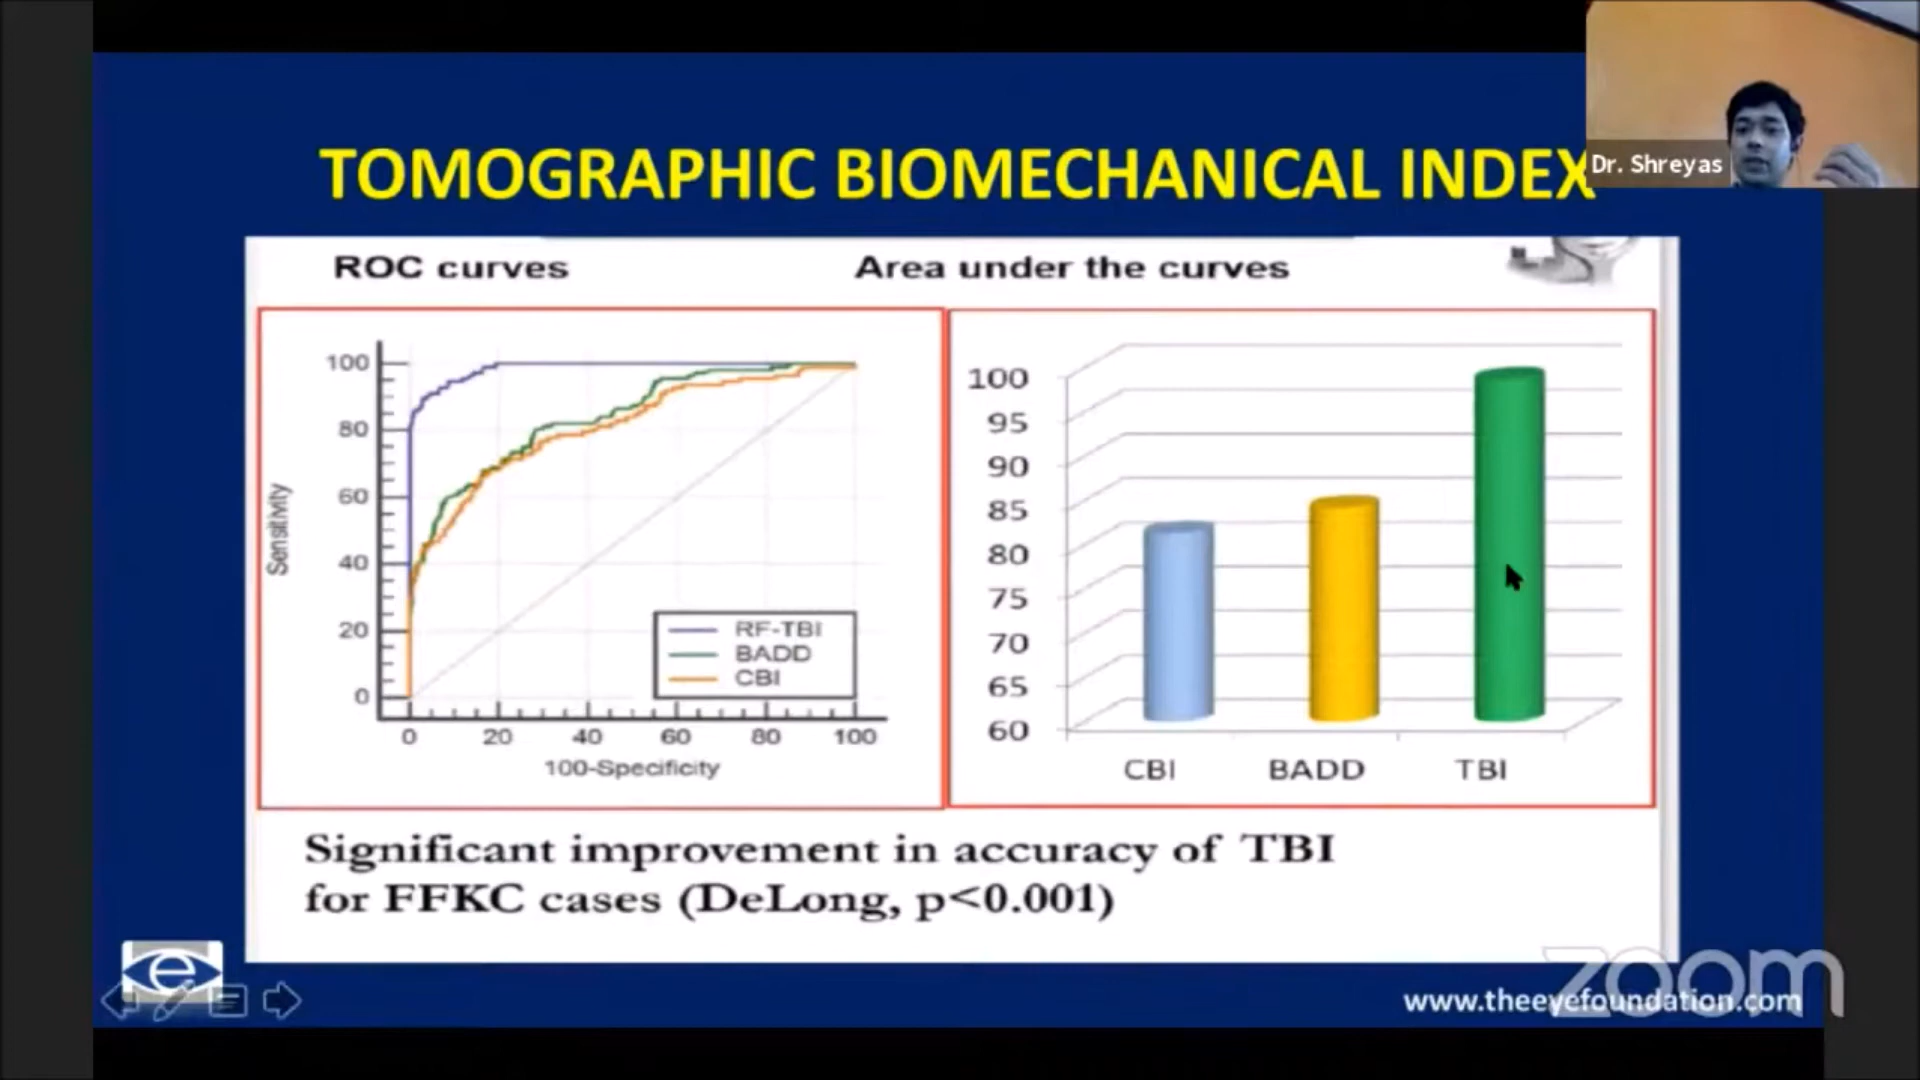 TOMOGRAPHIC BIOMECHANICAL INDEX
Dr. Shreyas
ROC curves
Area under the curves
100
80
60
40
20
0
Sensitivity
0 20 40 60 80 100
100-Specificity
RF-TBI
BADD
CBI
100
95
90
85
80
75
70
65
60
CBI BADD TBI
Significant improvement in accuracy of TBI
for FFKC cases (DeLong, p<0.001)
e
www.theeyefoundation.com
zoom